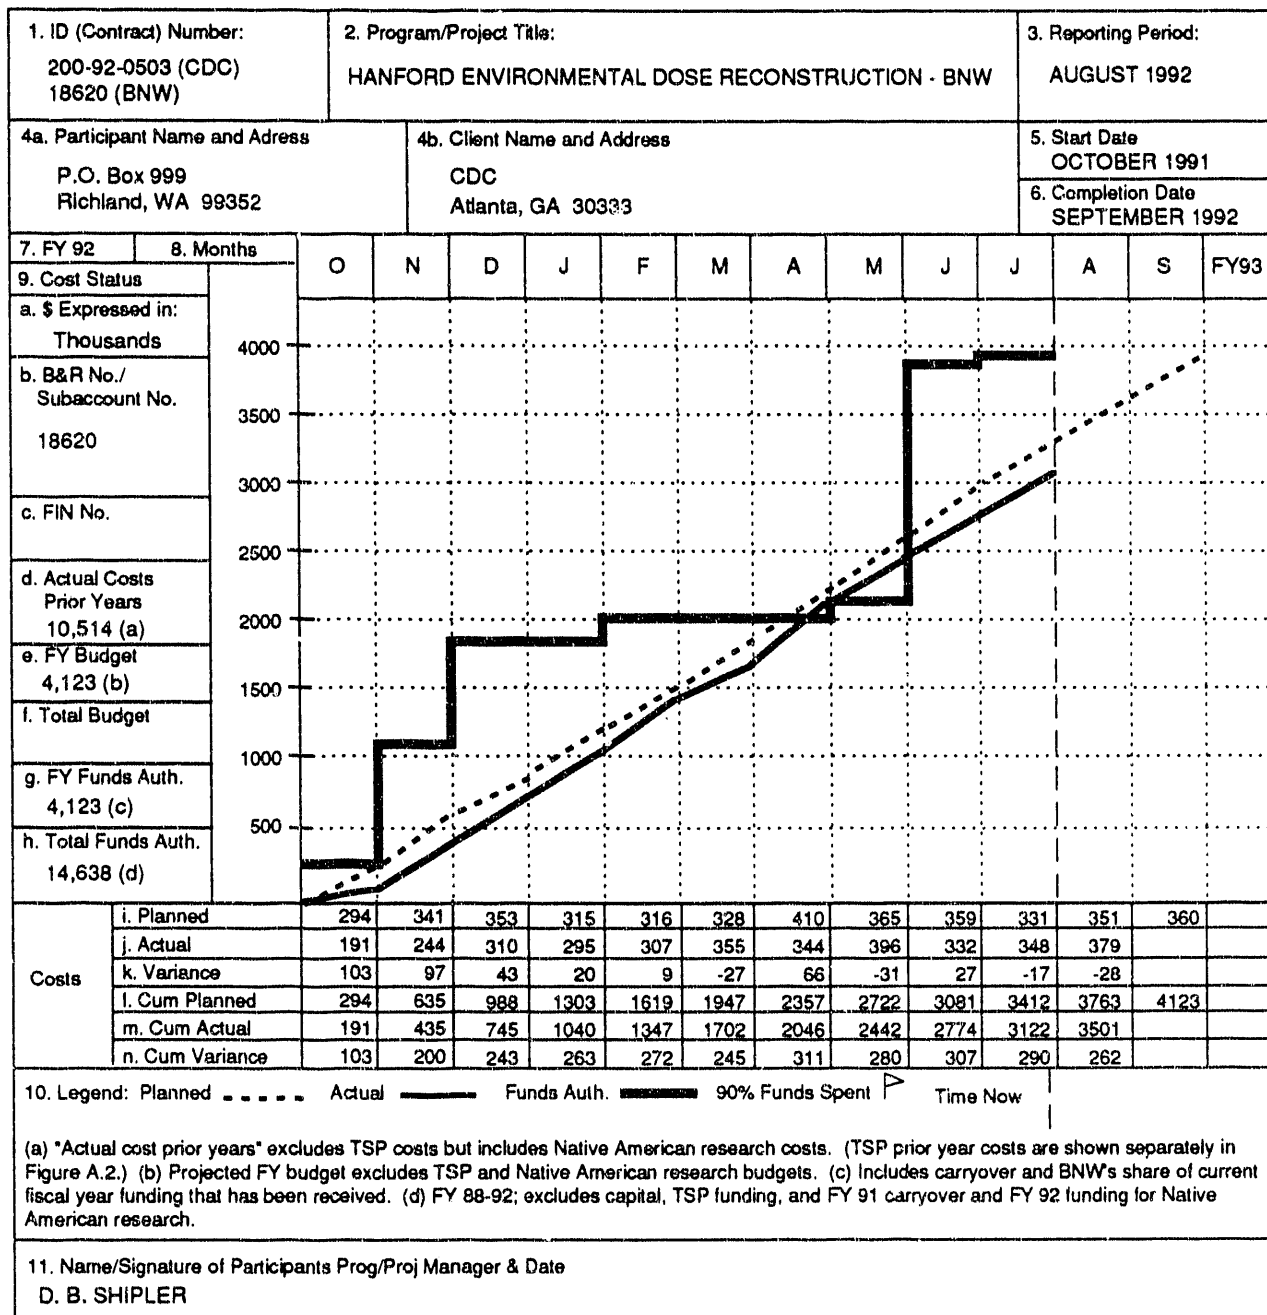 1. ID (Contract) Number:
200-92-0503 (CDC)
18620 (BNW)
2. Program/Project Title:
HANFORD ENVIRONMENTAL DOSE RECONSTRUCTION - BNW
3. Reporting Period:
AUGUST 1992
4a. Participant Name and Adress
P.O. Box 999
Richland, WA 99352
4b. Client Name and Address
CDC
Atlanta, GA 30333
5. Start Date
OCTOBER 1991
6. Completion Date
SEPTEMBER 1992
7. FY 92
8. Months
O N D J F M A M J J A S FY93
9. Cost Status
a. $ Expressed in:
Thousands
b. B&R No./
Subaccount No.
18620
c. FIN No.
d. Actual Costs
Prior Years
10,514 (a)
e. FY Budget
4,123 (b)
f. Total Budget
g. FY Funds Auth.
4,123 (c)
h. Total Funds Auth.
14,638 (d)
4000
3500
3000
2500
2000
1500
1000
500
Costs
i. Planned 294 341 353 315 316 328 410 365 359 331 351 360
j. Actual 191 244 310 295 307 355 344 396 332 348 379
k. Variance 103 97 43 20 9 -27 66 -31 27 -17 -28
l. Cum Planned 294 635 988 1303 1619 1947 2357 2722 3081 3412 3763 4123
m. Cum Actual 191 435 745 1040 1347 1702 2046 2442 2774 3122 3501
n. Cum Variance 103 200 243 263 272 245 311 280 307 290 262
10. Legend: Planned Actual Funds Auth. 90% Funds Spent Time Now
(a) "Actual cost prior years" excludes TSP costs but includes Native American research costs. (TSP prior year costs are shown separately in
Figure A.2.) (b) Projected FY budget excludes TSP and Native American research budgets. (c) Includes carryover and BNW's share of current
fiscal year funding that has been received. (d) FY 88-92; excludes capital, TSP funding, and FY 91 carryover and FY 92 funding for Native
American research.
11. Name/Signature of Participants Prog/Proj Manager & Date
D. B. SHIPLER